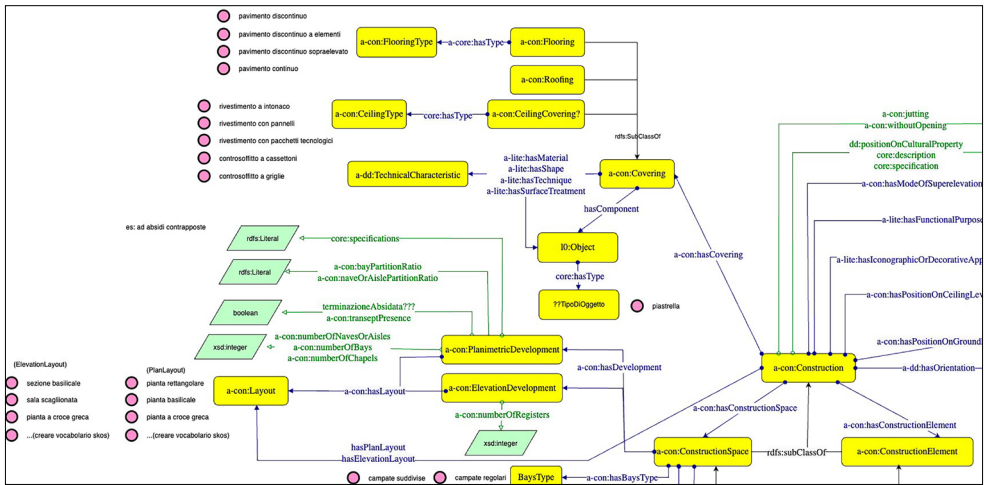 pavimento discontinuo
pavimento discontinuo a elementi
pavimento discontinuo sopraelevato
pavimento continuo
a-con:FlooringType
a-core:hasType
a-con:Flooring
a-con:Roofing
rivestimento a intonaco
rivestimento con pannelli
rivestimento con pacchetti tecnologici
controsoffitto a cassettoni
controsoffitto a griglie
a-con:CeilingType
core:hasType
a-con:CeilingCovering?
rdfs:SubClassOf
a-dd:TechnicalCharacteristic
a-lite:hasMaterial
a-lite:hasShape
a-lite:hasTechnique
a-lite:hasSurfaceTreatment
a-con:Covering
hasComponent
l0:Object
core:hasType
??TipoDiOggetto
piastrella
a-con:hasCovering
a-con:jutting
a-con:withoutOpening
dd:positionOnCulturalProperty
core:description
core:specification
a-con:hasModeOfSuperelevation
a-lite:hasFunctionalPurpose
a-lite:hasIconographicOrDecorativeApp
a-con:hasPositionOnCeilingLev
a-con:hasPositionOnGround
a-dd:hasOrientation
es: ad absidi contrapposte
rdfs:Literal
core:specifications
rdfs:Literal
a-con:bayPartitionRatio
a-con:naveOrAislePartitionRatio
boolean
terminazioneAbsidata???
a-con:transeptPresence
xsd:integer
a-con:numberOfNavesOrAisles
a-con:numberOfBays
a-con:numberOfChapels
a-con:PlanimetricDevelopment
a-con:hasDevelopment
a-con:Construction
(ElevationLayout)
sezione basilicale
sala scagliionata
pianta a croce greca
...(creare vocabolario skos)
(PlanLayout)
pianta rettangolare
pianta basilicale
pianta a croce greca
...(creare vocabolario skos)
a-con:Layout
a-con:hasLayout
a-con:ElevationDevelopment
a-con:numberOfRegisters
xsd:integer
a-con:hasConstructionSpace
a-con:hasConstructionElement
hasPlanLayout
hasElevationLayout
a-con:ConstructionSpace
rdfs:subClassOf
a-con:ConstructionElement
campate suddivise
campate regolari
BaysType
a-con:hasBaysType